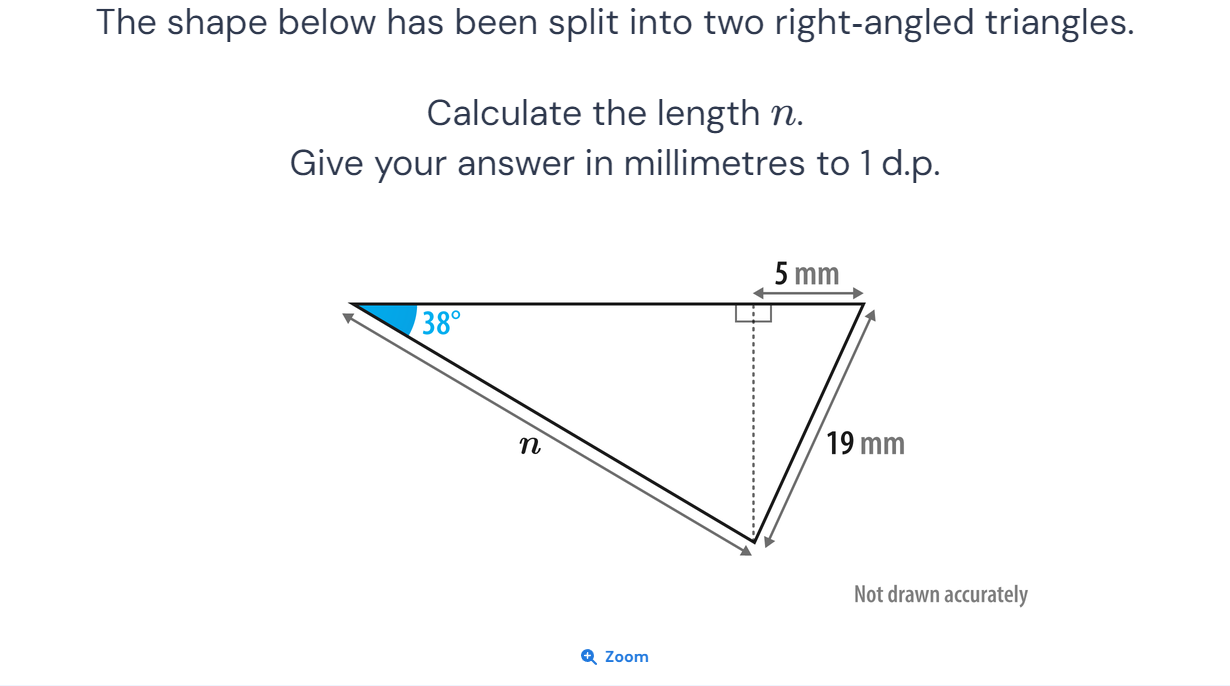 The shape below has been split into two right-angled triangles.
Calculate the length n.
Give your answer in millimetres to 1 d.p.
5 mm
38°
n
19 mm
Not drawn accurately
Zoom